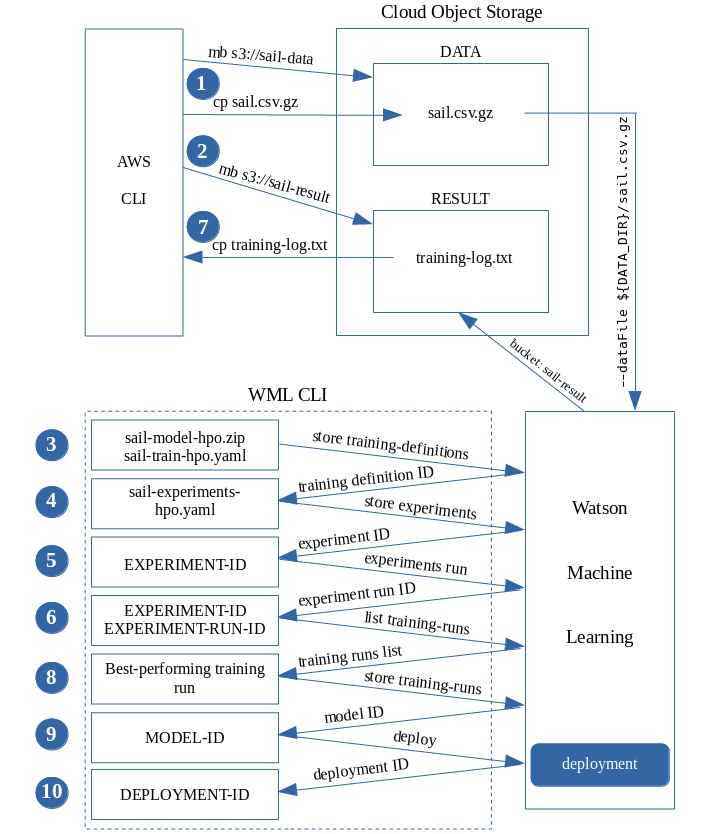 Cloud Object Storage
AWS
CLI
mb s3://sail-data
1
cp sail.csv.gz
2
mb s3://sail-result
7
cp training-log.txt
DATA
sail.csv.gz
RESULT
training-log.txt
--dataFile ${DATA_DIR}/sail.csv.gz
bucket: sail-result
WML CLI
3
sail-model-hpo.zip
sail-train-hpo.yaml
store training-definitions
training definition ID
4
sail-experiments-
hpo.yaml
store experiments
experiment ID
5
EXPERIMENT-ID
experiments run
experiment run ID
6
EXPERIMENT-ID
EXPERIMENT-RUN-ID
list training-runs
training runs list
8
Best-performing training
run
store training-runs
model ID
9
MODEL-ID
deploy
deployment ID
10
DEPLOYMENT-ID
Watson
Machine
Learning
deployment